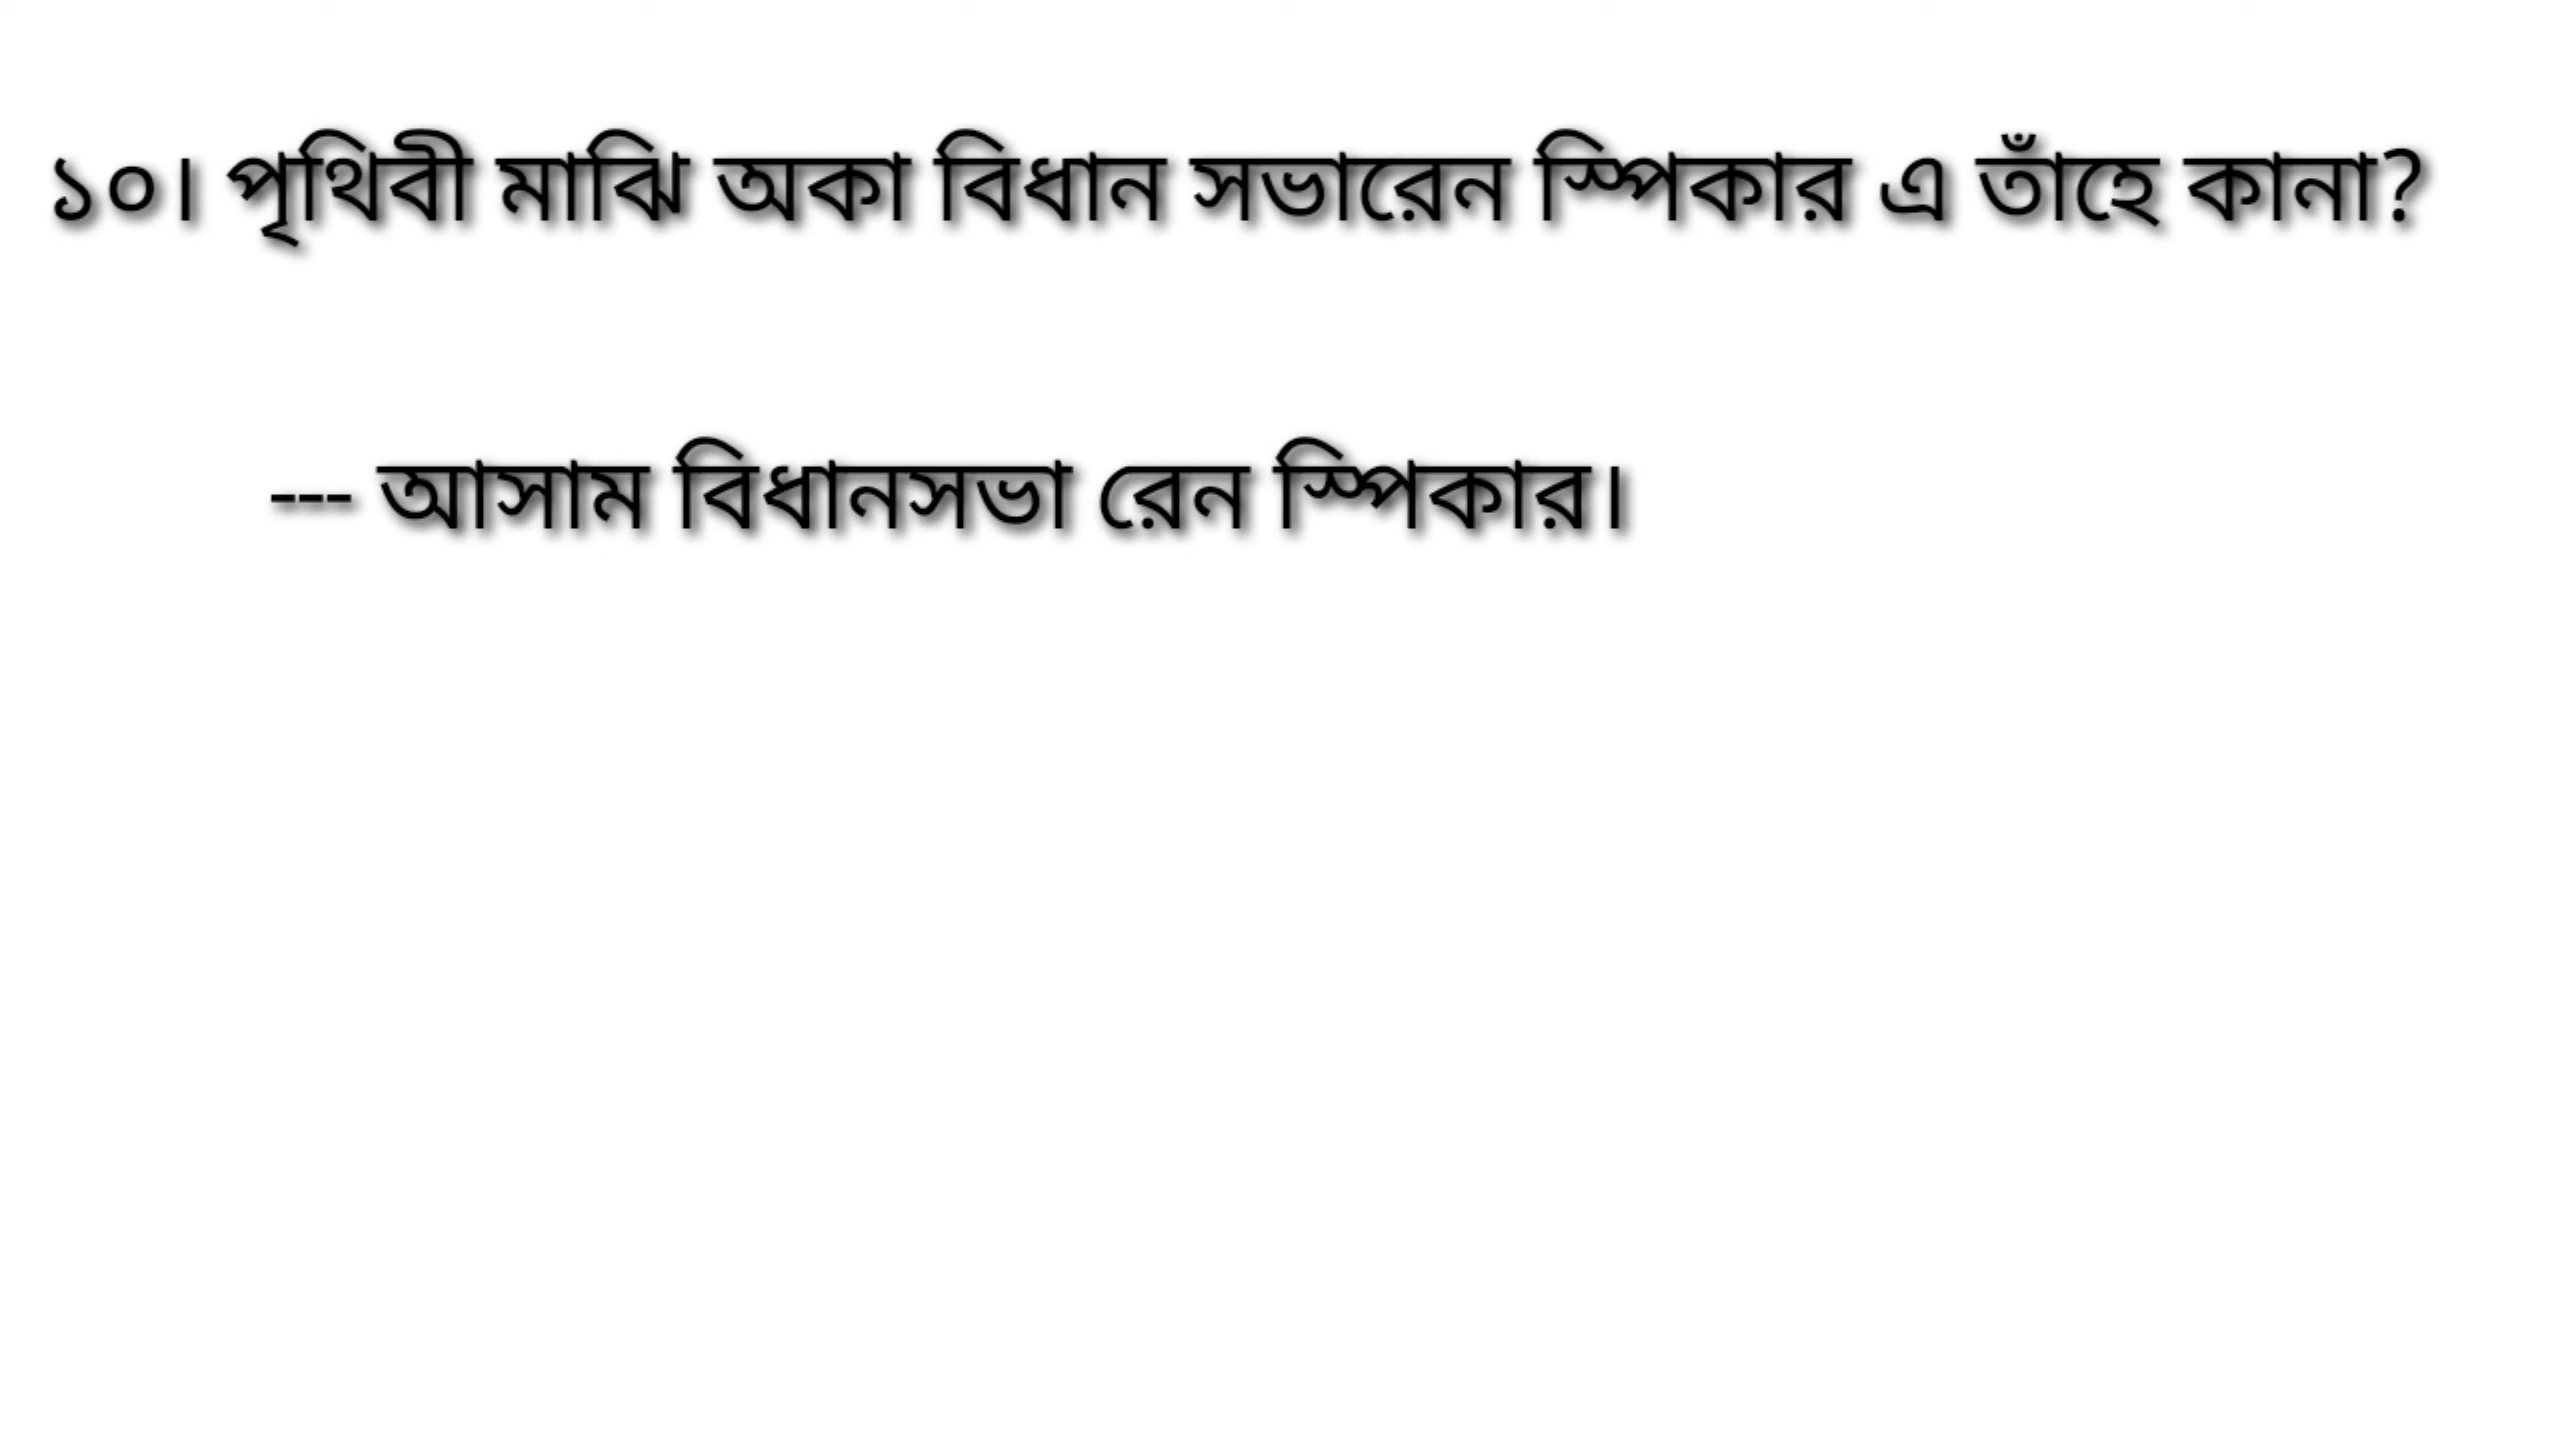 ১০। পৃথিবী মাঝি অকা বিধান সভারেন স্পিকার এ তাঁহে কানা?
--- আসাম বিধানসভা রেন স্পিকার।